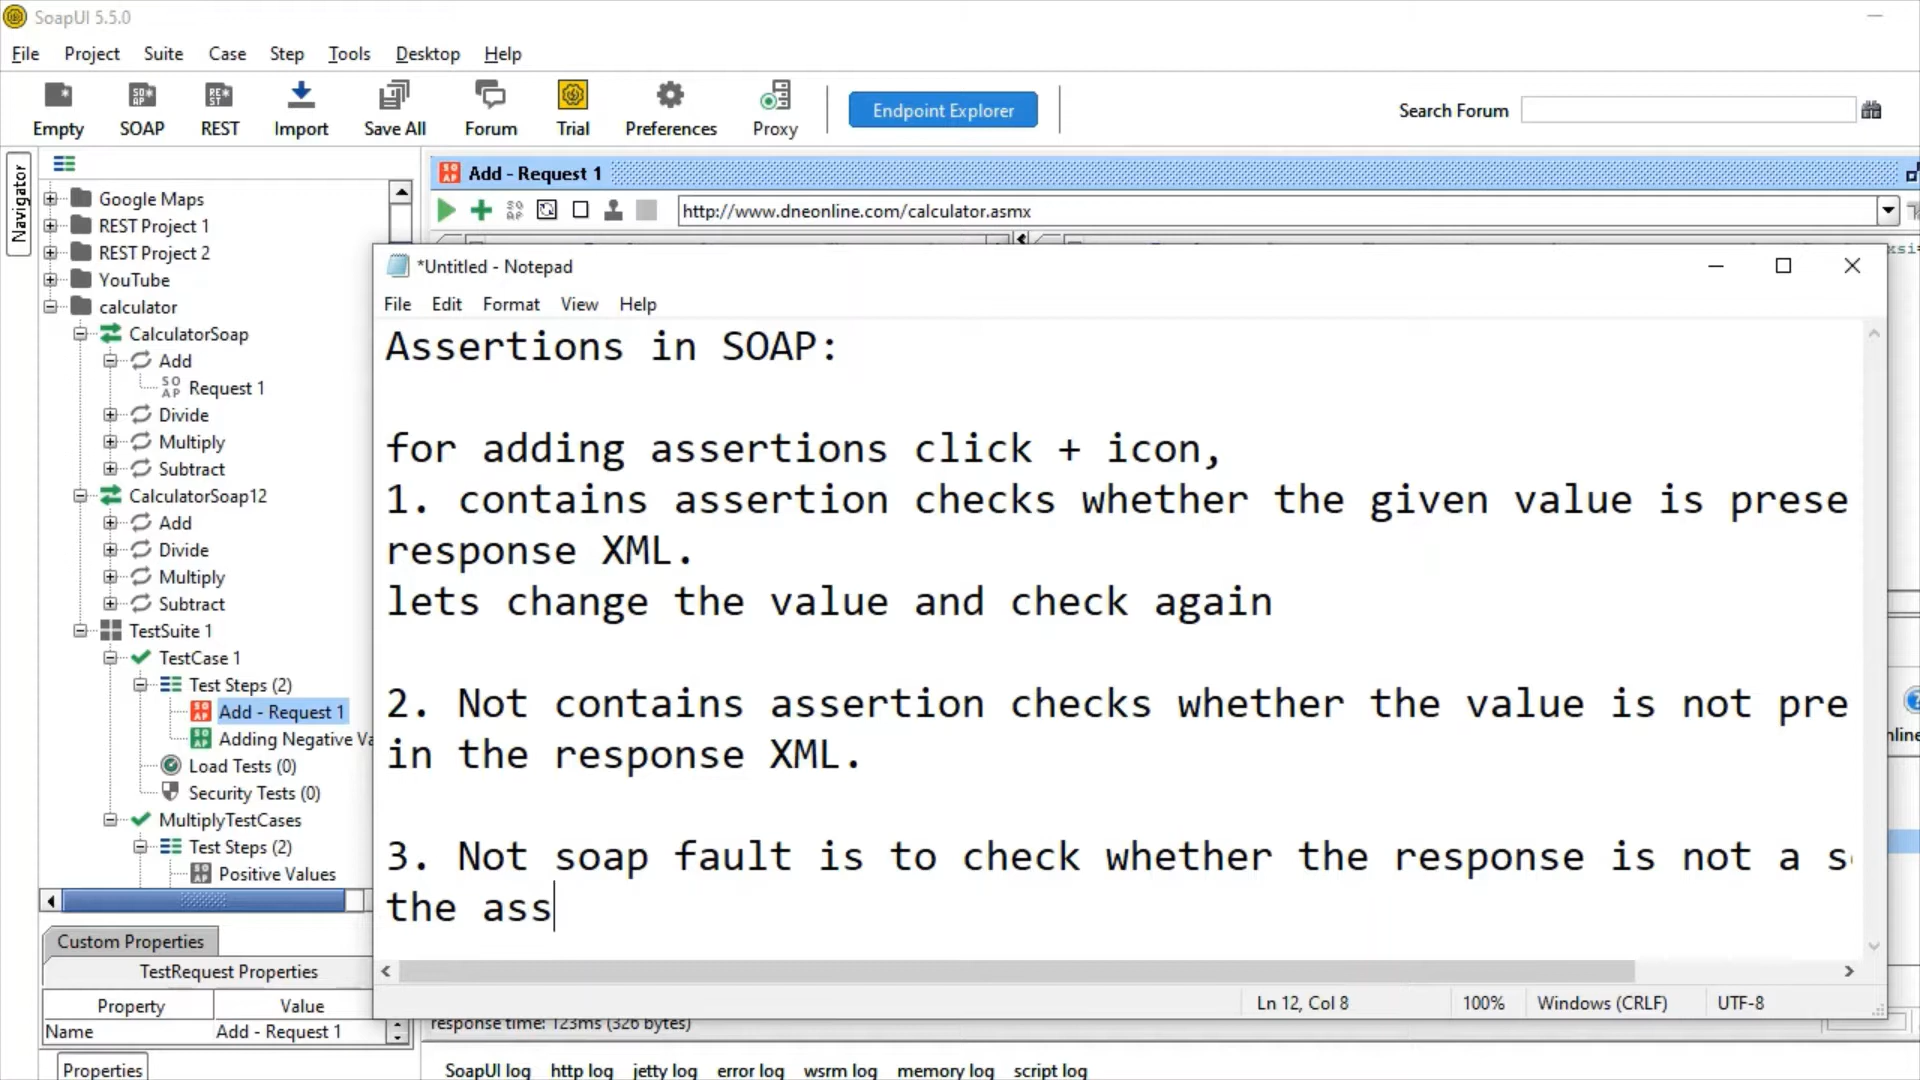 SoapUI 5.5.0
File Project Suite Case Step Tools Desktop Help
Empty SOAP REST Import Save All Forum Trial Preferences Proxy Endpoint Explorer Search Forum
Navigator
Google Maps
REST Project 1
REST Project 2
YouTube
calculator
CalculatorSoap
Add
Request 1
Divide
Multiply
Subtract
CalculatorSoap12
Add
Divide
Multiply
Subtract
TestSuite 1
TestCase 1
Test Steps (2)
Add - Request 1
Adding Negative Va
Load Tests (0)
Security Tests (0)
MultiplyTestCases
Test Steps (2)
Positive Values
Custom Properties
TestRequest Properties
Property Value
Name Add - Request 1
Properties
Add - Request 1
http://www.dneonline.com/calculator.asmx
*Untitled - Notepad
File Edit Format View Help
Assertions in SOAP:
for adding assertions click + icon,
1. contains assertion checks whether the given value is prese
response XML.
lets change the value and check again
2. Not contains assertion checks whether the value is not pre
in the response XML.
3. Not soap fault is to check whether the response is not a s
the ass
Ln 12, Col 8 100% Windows (CRLF) UTF-8
response time: 123ms (326 bytes)
SoapUI log http log jetty log error log wsrm log memory log script log